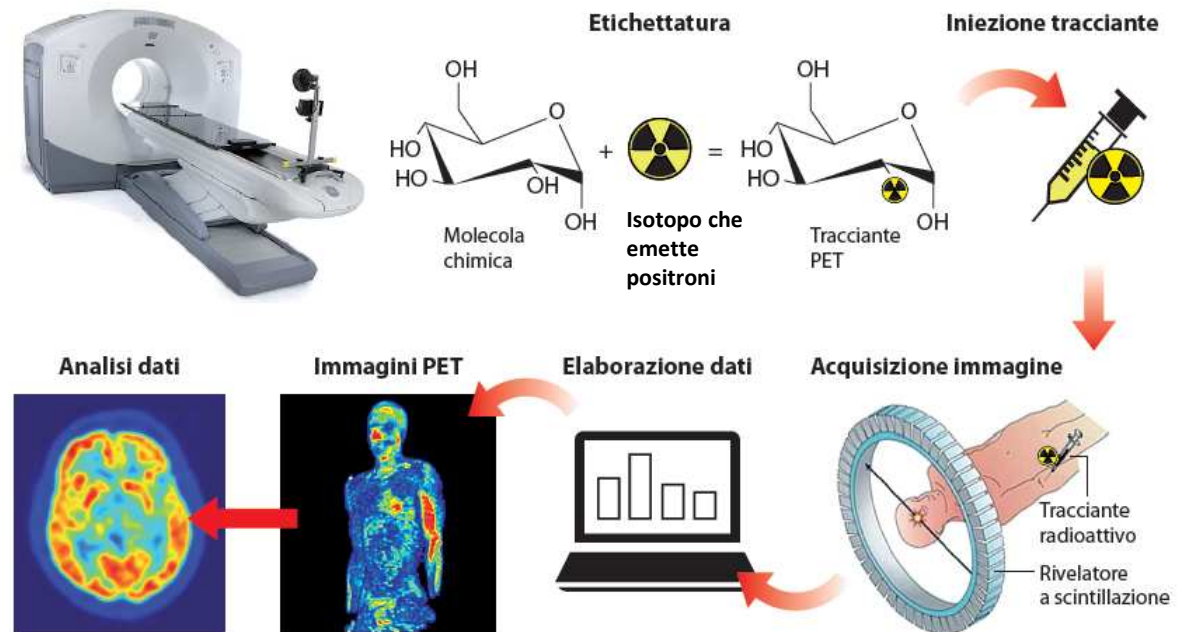 Etichettatura
Iniezione tracciante
OH
O
HO
HO
OH
OH
+
=
OH
O
HO
HO
OH
Molecola
chimica
Isotopo che
emette
positroni
Tracciante
PET
Analisi dati
Immagini PET
Elaborazione dati
Acquisizione immagine
Tracciante
radioattivo
Rivelatore
a scintillazione